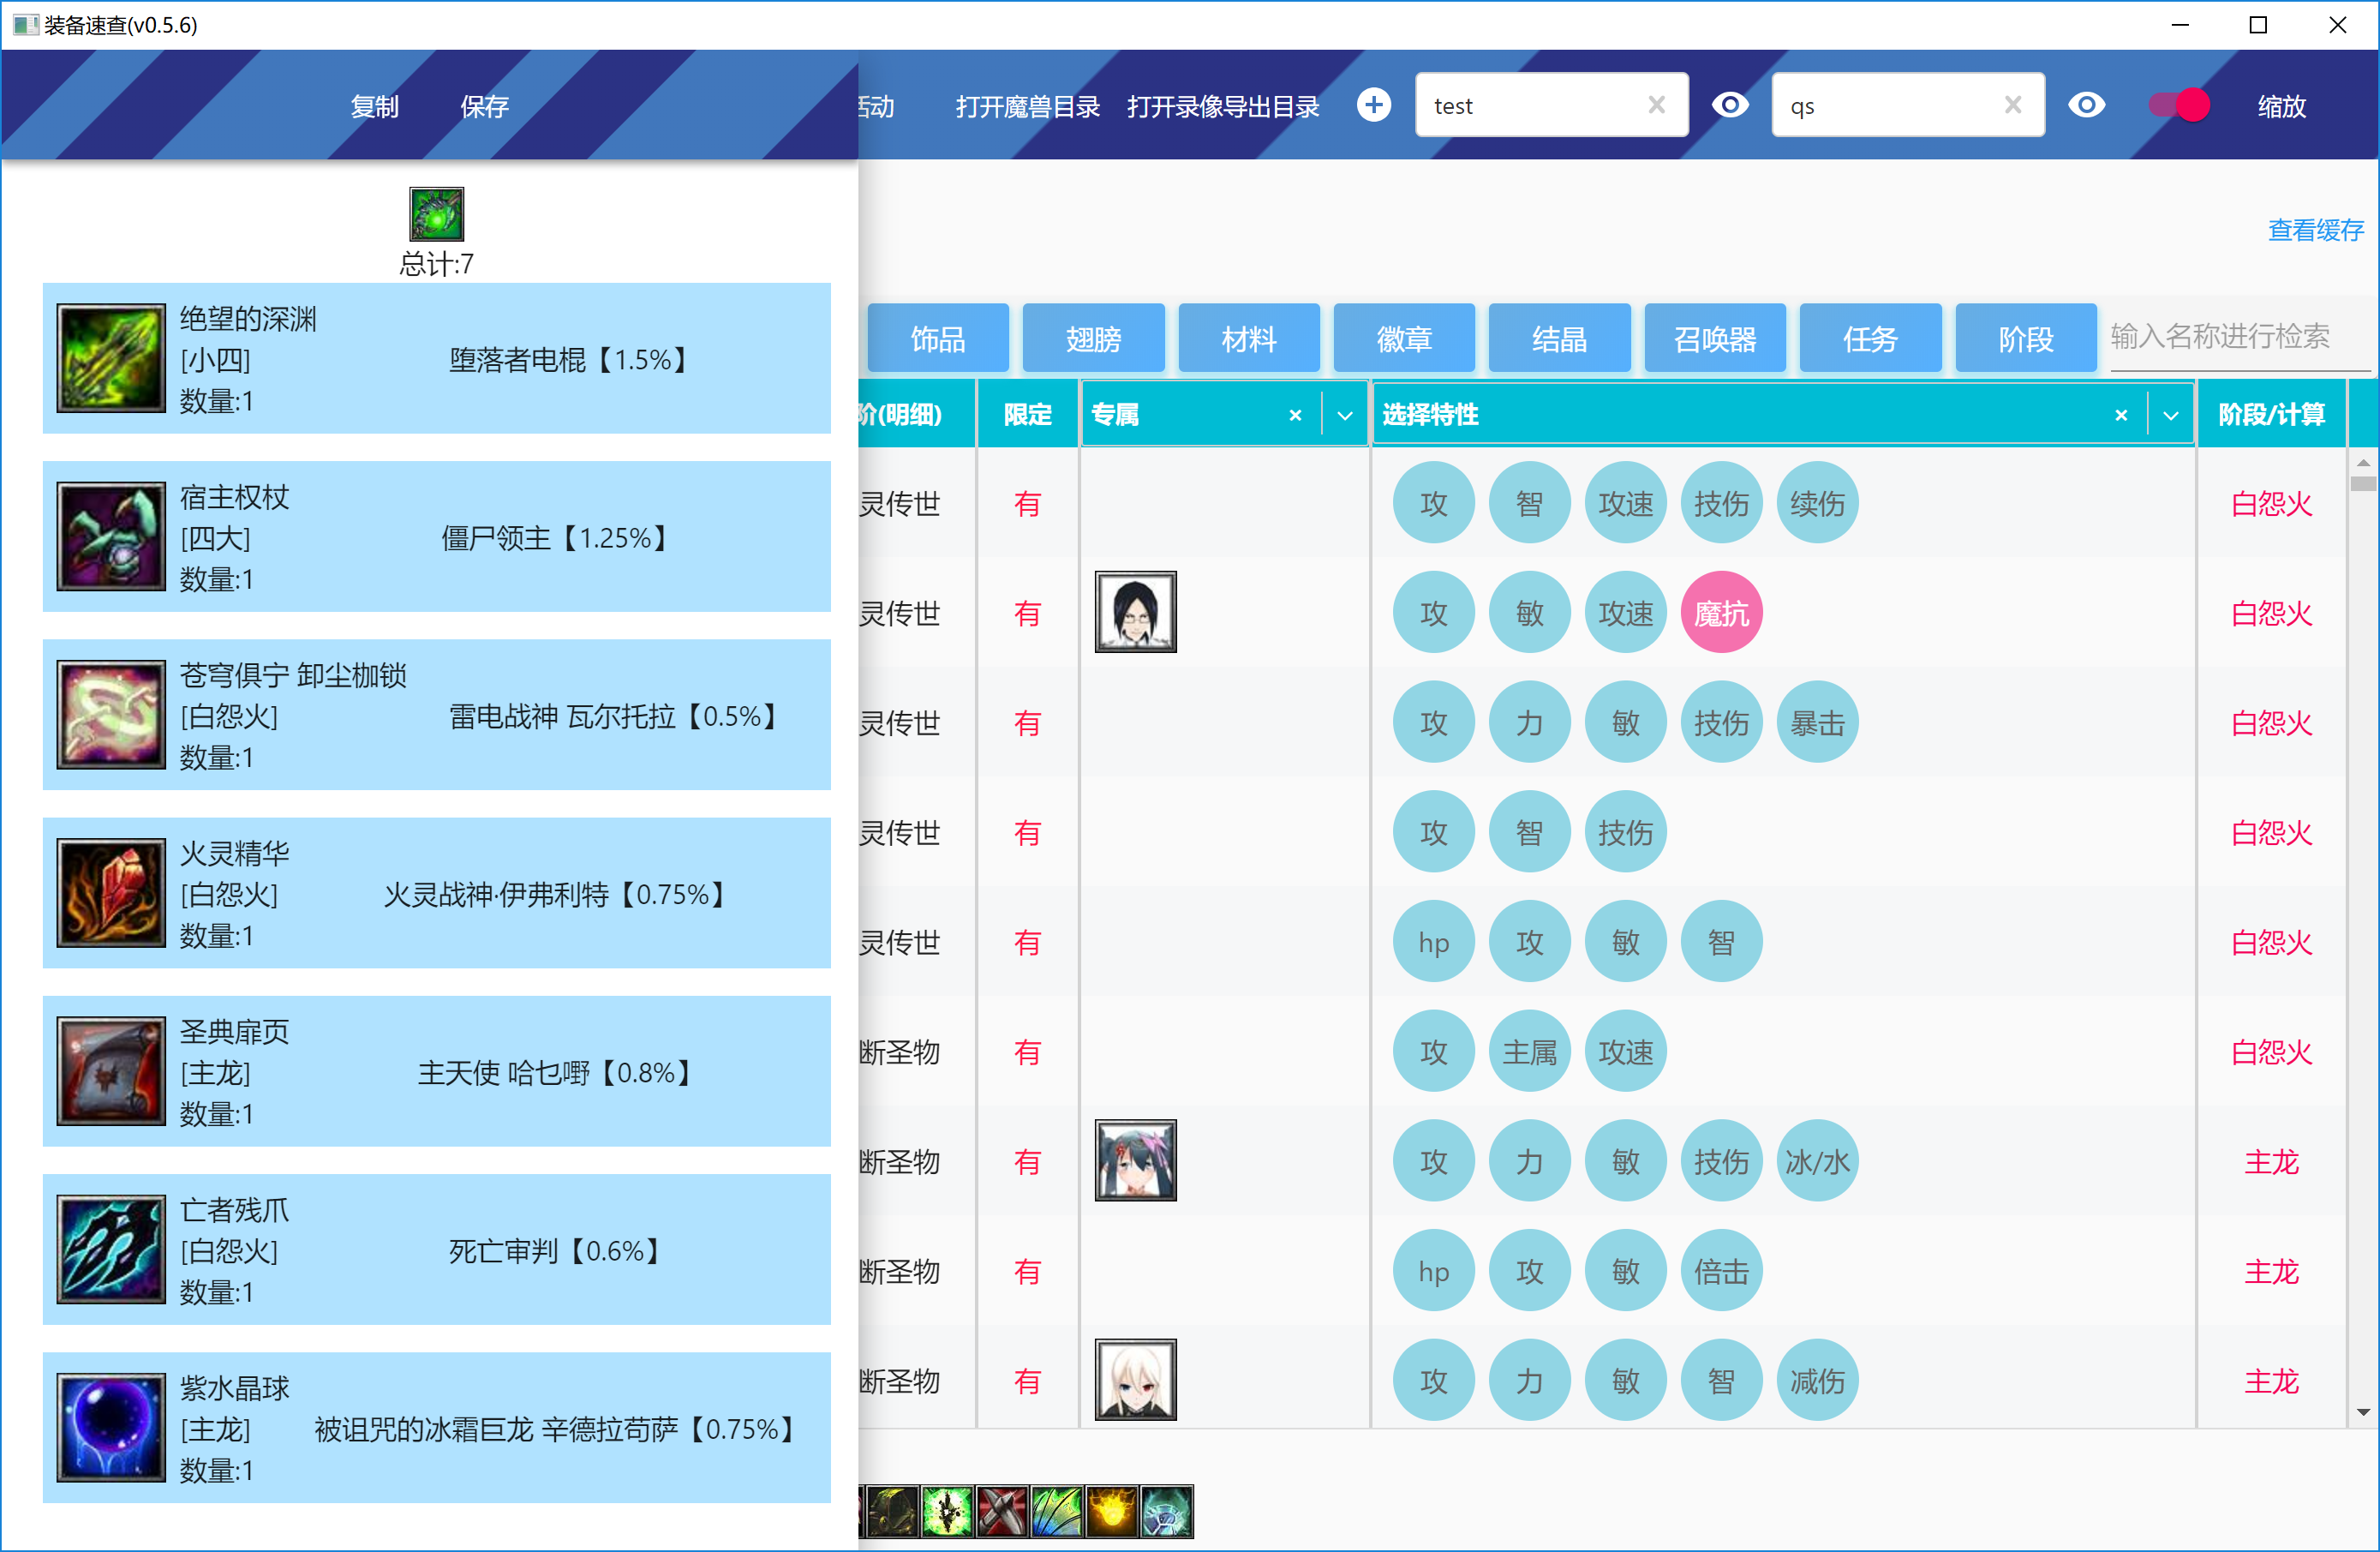 装备速查(v0.5.6)
复制
保存
活动
打开魔兽目录
打开录像导出目录
test
qs
缩放
总计:7
绝望的深渊
[小四]
堕落者电棍【1.5%】
数量:1
宿主权杖
[四大]
僵尸领主【1.25%】
数量:1
苍穹俱宁 卸尘枷锁
[白怨火]
雷电战神 瓦尔托拉【0.5%】
数量:1
火灵精华
[白怨火]
火灵战神·伊弗利特【0.75%】
数量:1
圣典扉页
[主龙]
主天使 哈乜嘢【0.8%】
数量:1
亡者残爪
[白怨火]
死亡审判【0.6%】
数量:1
紫水晶球
[主龙]
被诅咒的冰霜巨龙 辛德拉苟萨【0.75%】
数量:1
查看缓存
饰品
翅膀
材料
徽章
结晶
召唤器
任务
阶段
输入名称进行检索
阶(明细)
限定
专属
选择特性
阶段/计算
灵传世 有 攻 智 攻速 技伤 续伤 白怨火
灵传世 有 攻 敏 攻速 魔抗 白怨火
灵传世 有 攻 力 敏 技伤 暴击 白怨火
灵传世 有 攻 智 技伤 白怨火
灵传世 有 hp 攻 敏 智 白怨火
断圣物 有 攻 主属 攻速 白怨火
断圣物 有 攻 力 敏 技伤 冰/水 主龙
断圣物 有 hp 攻 敏 倍击 主龙
断圣物 有 攻 力 敏 智 减伤 主龙